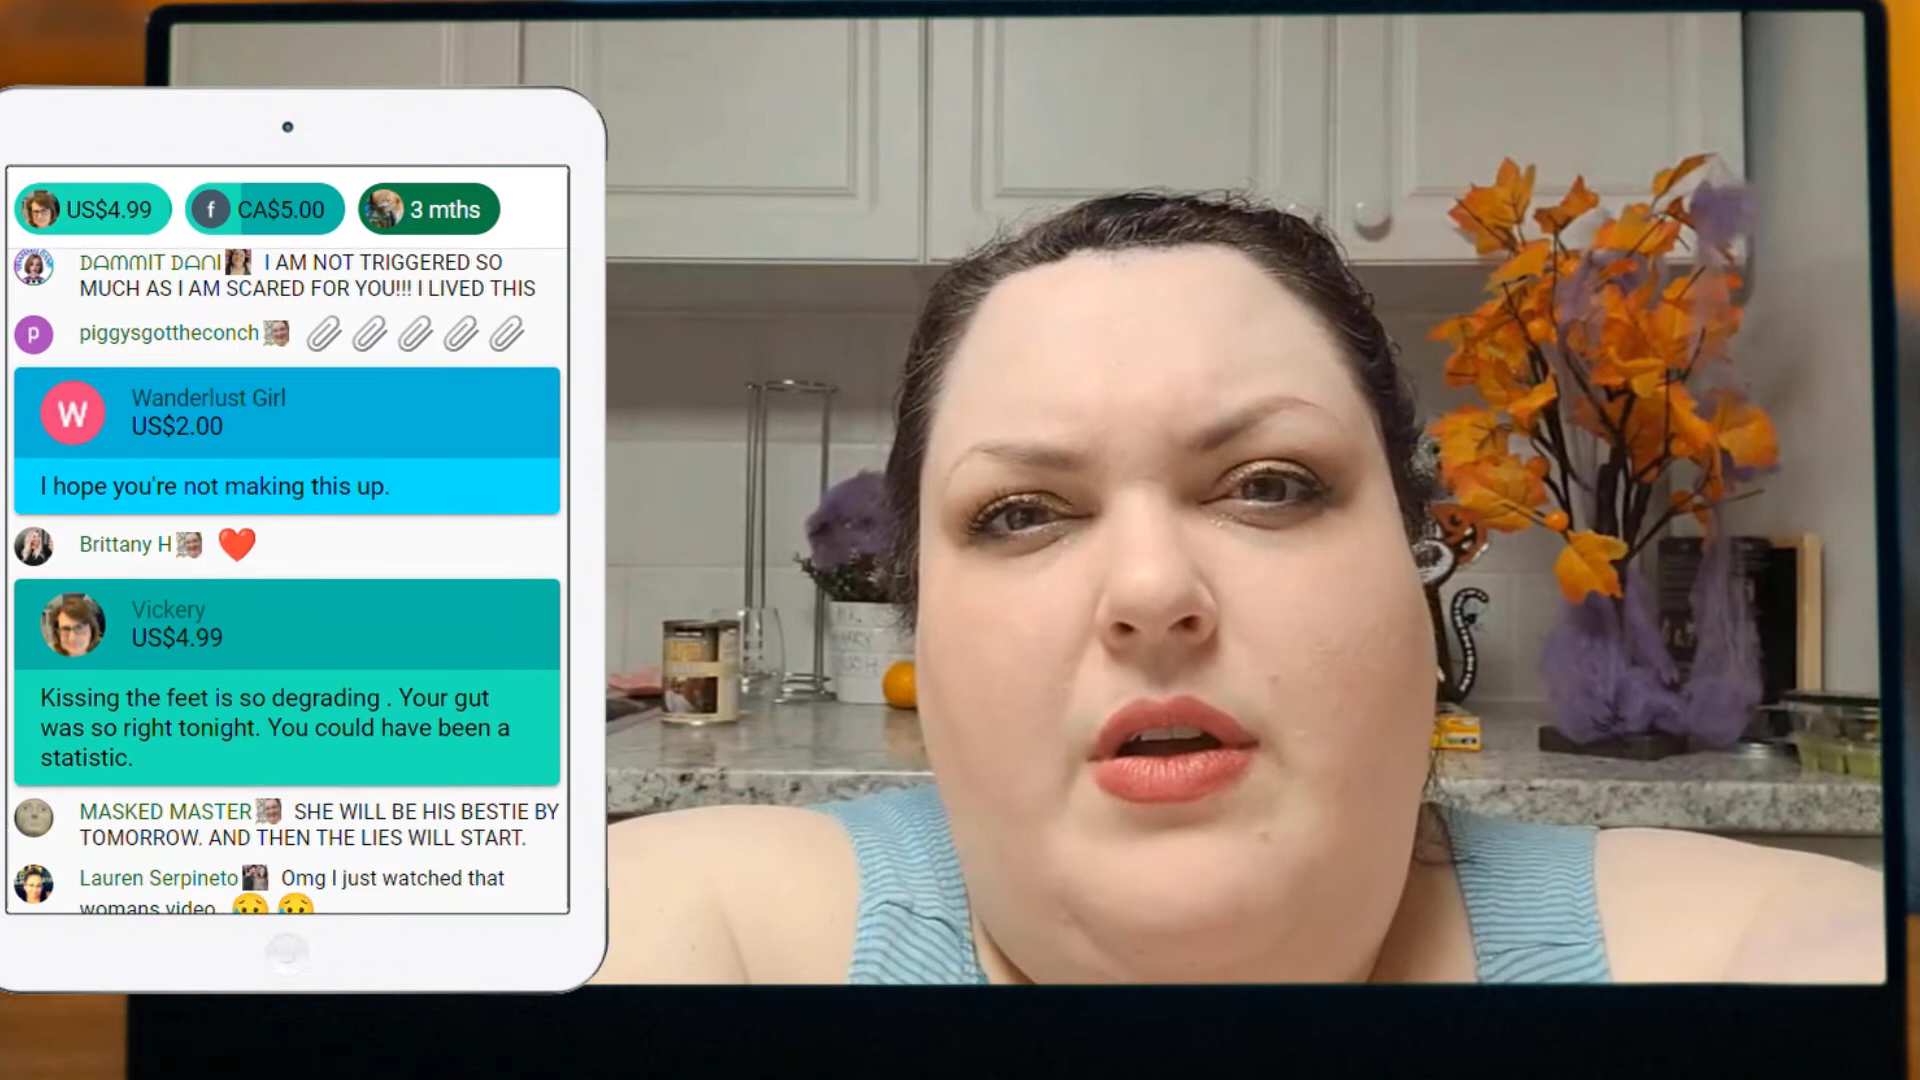 US$4.99 f CA$5.00 3 mths
DAMMIT DANI I AM NOT TRIGGERED SO
MUCH AS I AM SCARED FOR YOU!!! I LIVED THIS
p piggysgottheconch
W Wanderlust Girl
US$2.00
I hope you're not making this up.
Brittany H
Vickery
US$4.99
Kissing the feet is so degrading . Your gut
was so right tonight. You could have been a
statistic.
MASKED MASTER SHE WILL BE HIS BESTIE BY
TOMORROW. AND THEN THE LIES WILL START.
Lauren Serpineto Omg I just watched that
womans video